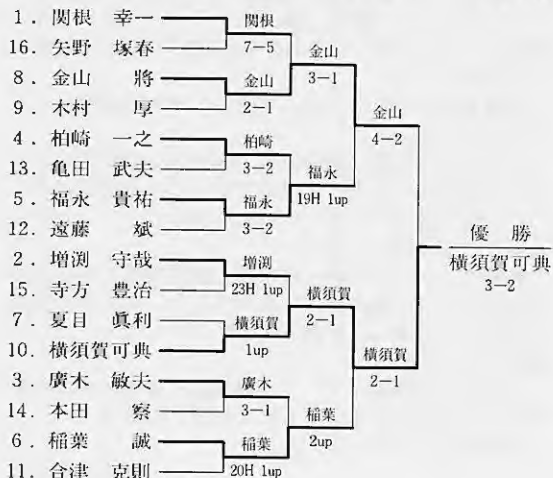 1. 関根 幸一
16. 矢野 塚春
8. 金山 將
9. 木村 厚
4. 柏崎 一之
13. 亀田 武夫
5. 福永 貴祐
12. 遠藤 斌
2. 増渕 守哉
15. 寺方 豊治
7. 夏目 眞利
10. 横須賀可典
3. 廣木 敏夫
14. 本田 察
6. 稲葉 誠
11. 合津 克則
関根
7−5
金山
2−1
柏崎
3−2
福永
3−2
増渕
23H 1up
横須賀
1up
廣木
3−1
稲葉
20H 1up
金山
3−1
福永
19H 1up
横須賀
2−1
稲葉
2up
金山
4−2
横須賀
2−1
優勝
横須賀可典
3−2